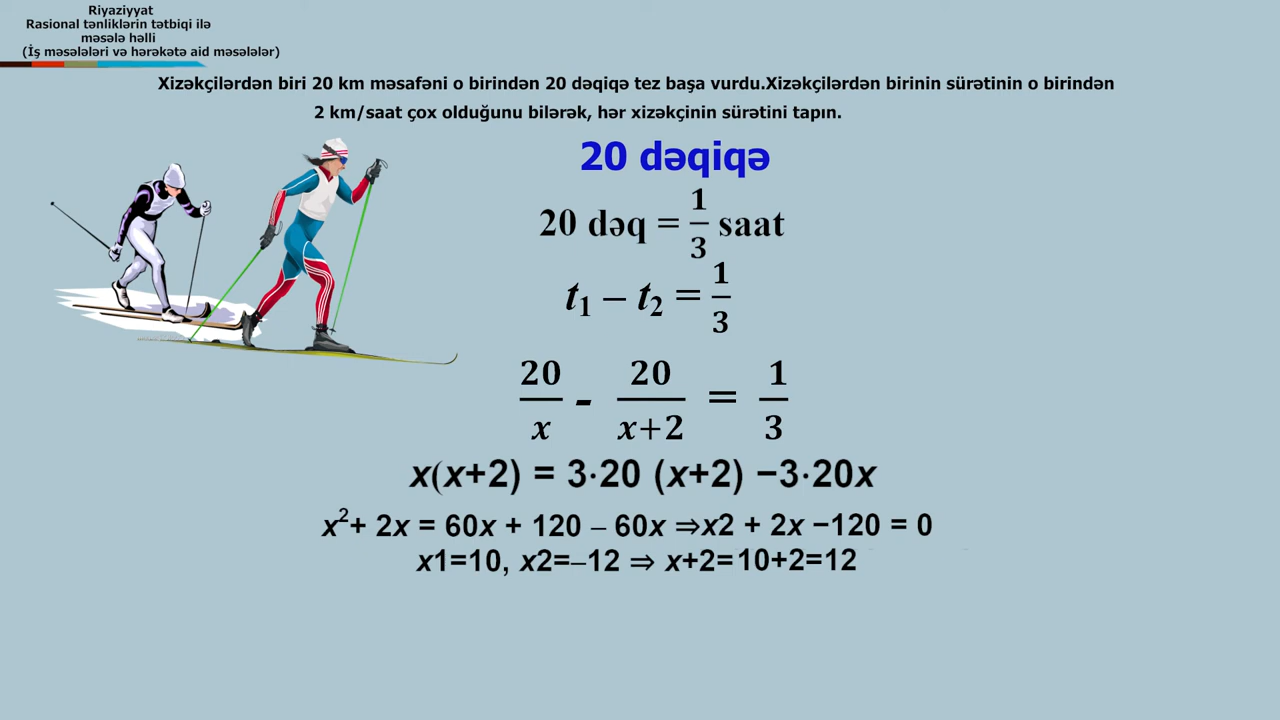 Riyaziyyat
Rasional tənliklərin tətbiqi ilə
məsələ həlli
(İş məsələləri və hərəkətə aid məsələlər)
Xizəkçilərdən biri 20 km məsafəni o birindən 20 dəqiqə tez başa vurdu.Xizəkçilərdən birinin sürətinin o birindən
2 km/saat çox olduğunu bilərək, hər xizəkçinin sürətini tapın.
20 dəqiqə
20 dəq = 1/3 saat
t₁ – t₂ = 1/3
20/x - 20/(x+2) = 1/3
x(x+2) = 3·20 (x+2) −3·20x
x²+ 2x = 60x + 120 – 60x ⇒x2 + 2x −120 = 0
x1=10, x2=–12 ⇒ x+2=10+2=12